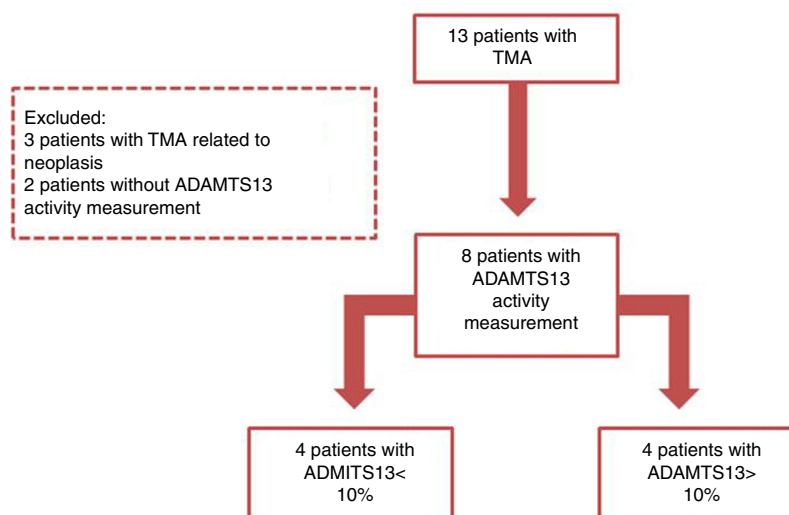 13 patients with
TMA
Excluded:
3 patients with TMA related to
neoplasis
2 patients without ADAMTS13
activity measurement
8 patients with
ADAMTS13
activity
measurement
4 patients with
ADMITS13<
10%
4 patients with
ADAMTS13>
10%